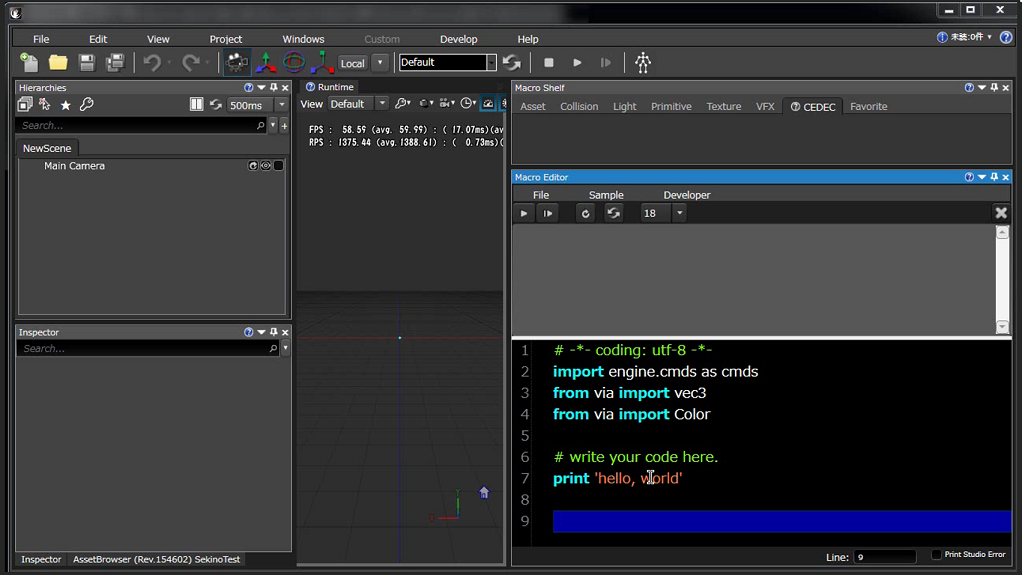 File Edit View Project Windows Custom Develop Help
未読:0件
Local Default
Hierarchies
500ms
Search...
NewScene
Main Camera
Inspector
Search...
Inspector AssetBrowser (Rev.154602) SekinoTest
Runtime
View Default
FPS : 58.59 (avg. 59.99) : ( 17.07ms)(av
RPS : 1375.44 (avg.1388.61) : ( 0.73ms)(
Macro Shelf
Asset Collision Light Primitive Texture VFX CEDEC Favorite
Macro Editor
File Sample Developer
18
1 # -*- coding: utf-8 -*-
2 import engine.cmds as cmds
3 from via import vec3
4 from via import Color
5
6 # write your code here.
7 print 'hello, world'
8
9
Line: 9 Print Studio Error